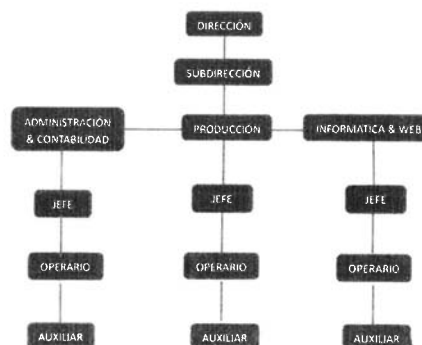 DIRECCIÓN
SUBDIRECCIÓN
ADMINISTRACIÓN
& CONTABILIDAD
PRODUCCIÓN
INFORMATICA & WEB
JEFE
JEFE
JEFE
OPERARIO
OPERARIO
OPERARIO
AUXILIAR
AUXILIAR
AUXILIAR